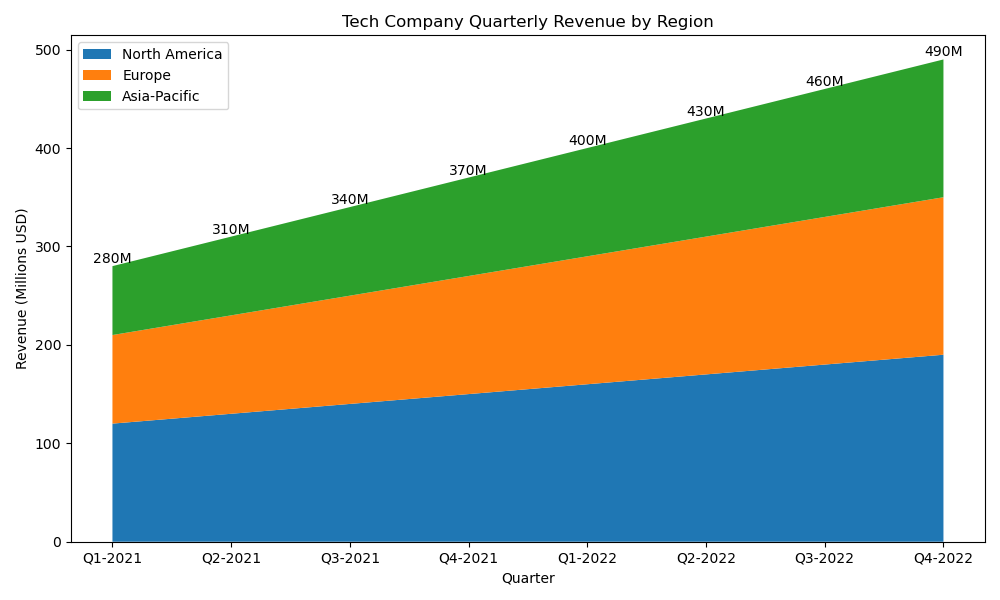 Tech Company Quarterly Revenue by Region
North America
Europe
Asia-Pacific
Revenue (Millions USD)
500
400
300
200
100
0
280M
310M
340M
370M
400M
430M
460M
490M
Q1-2021 Q2-2021 Q3-2021 Q4-2021 Q1-2022 Q2-2022 Q3-2022 Q4-2022
Quarter